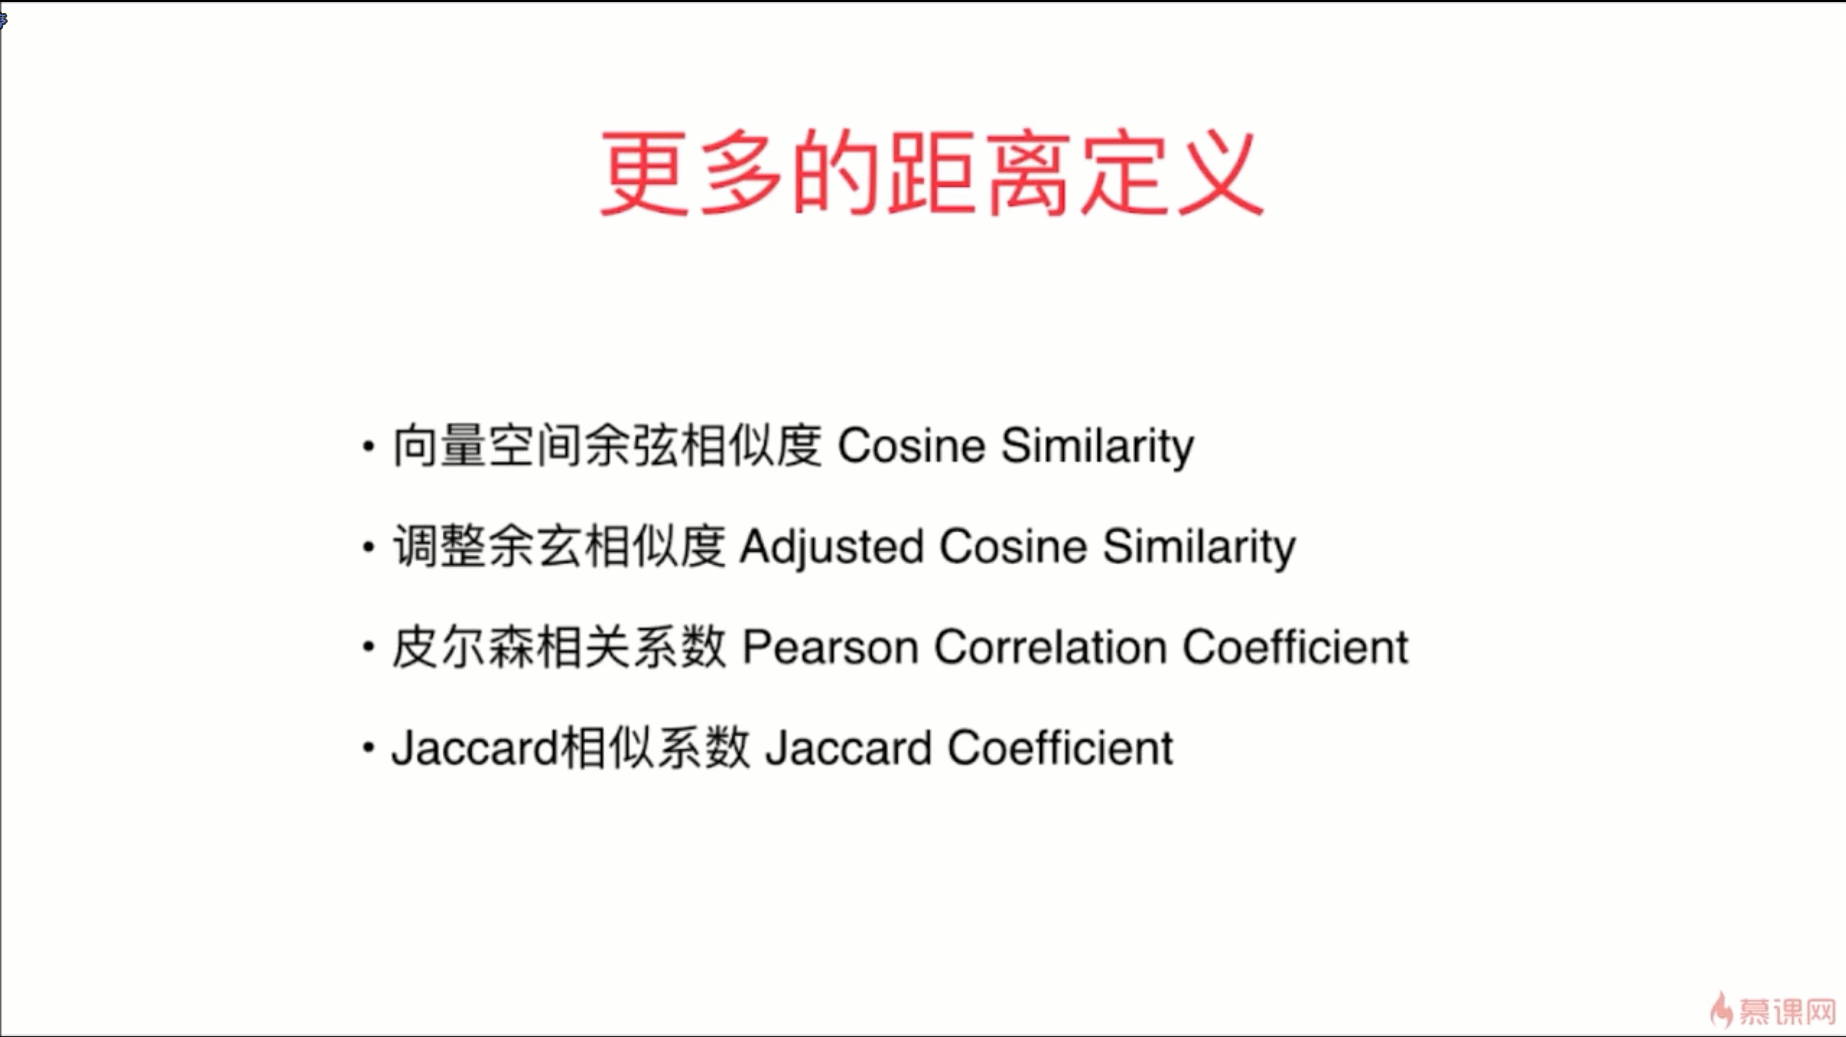 更多的距离定义
• 向量空间余弦相似度 Cosine Similarity
• 调整余玄相似度 Adjusted Cosine Similarity
• 皮尔森相关系数 Pearson Correlation Coefficient
• Jaccard相似系数 Jaccard Coefficient
慕课网